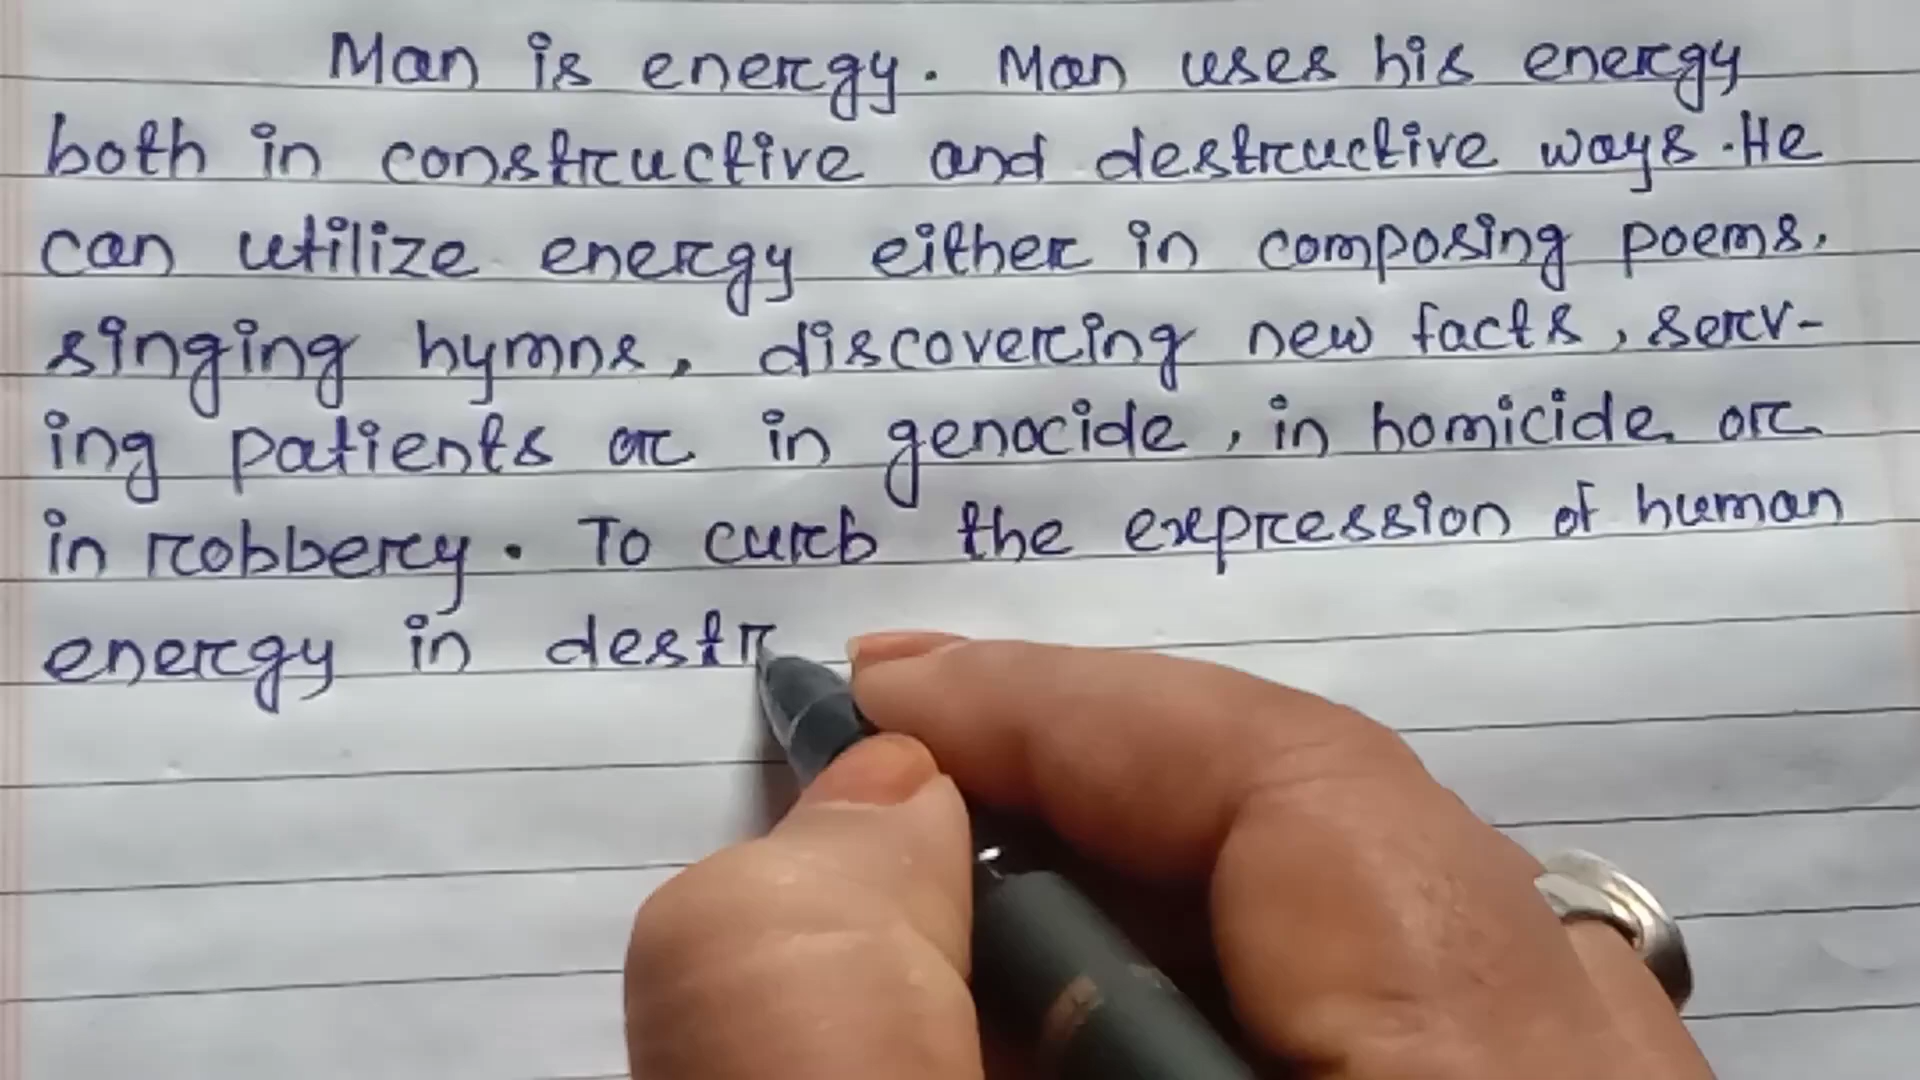 Man is energy. Man uses his energy
both in constructive and destructive ways. He
can utilize energy either in composing poems,
singing hymns, discovering new facts, serv-
ing patients or in genocide, in homicide or
in robbery. To curb the expression of human
energy in destr